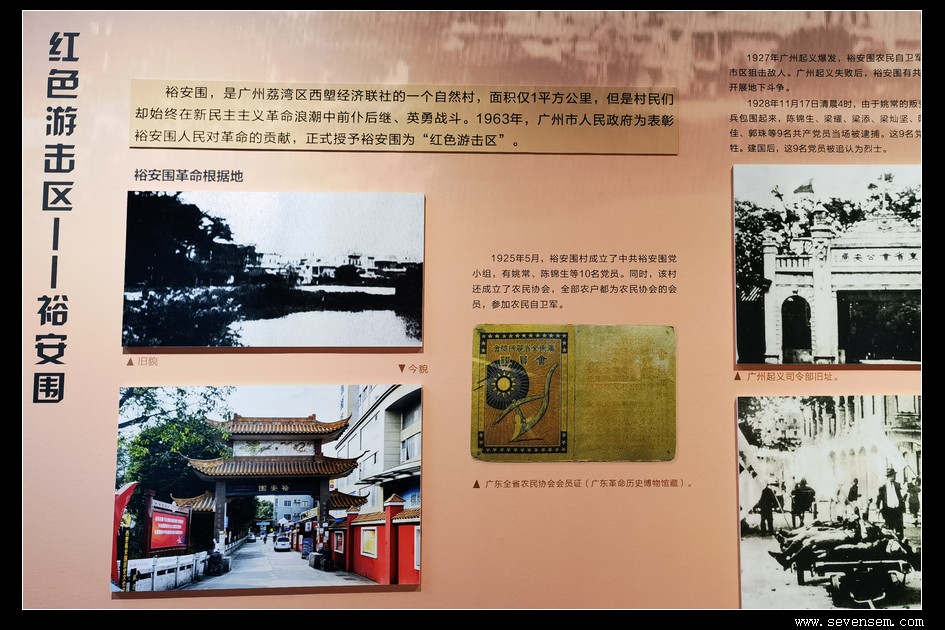 红色游击区——裕安围
裕安围，是广州荔湾区西塱经济联社的一个自然村，面积仅1平方公里，但是村民们
却始终在新民主主义革命浪潮中前仆后继、英勇战斗。1963年，广州市人民政府为表彰
裕安围人民对革命的贡献，正式授予裕安围为“红色游击区”。
裕安围革命根据地
▲旧貌
▼今貌
裕安围
1925年5月，裕安围村成立了中共裕安围党
小组，有姚常、陈锦生等10名党员。同时，该村
还成立了农民协会，全部农户都为农民协会的会
员，参加农民自卫军。
會員證
▲ 广东全省农民协会会员证（广东革命历史博物馆藏）。
1927年广州起义爆发，裕安围农民自卫军
市区狙击敌人。广州起义失败后，裕安围有共
开展地下斗争。
1928年11月17日清晨4时，由于姚常的叛
兵包围起来，陈锦生、梁耀、梁添、梁灿坚、
佳、郭珠等9名共产党员当场被逮捕。这9名
牲。建国后，这9名党员被追认为烈士。
▲ 广州起义司令部旧址。
www.sevensem.com